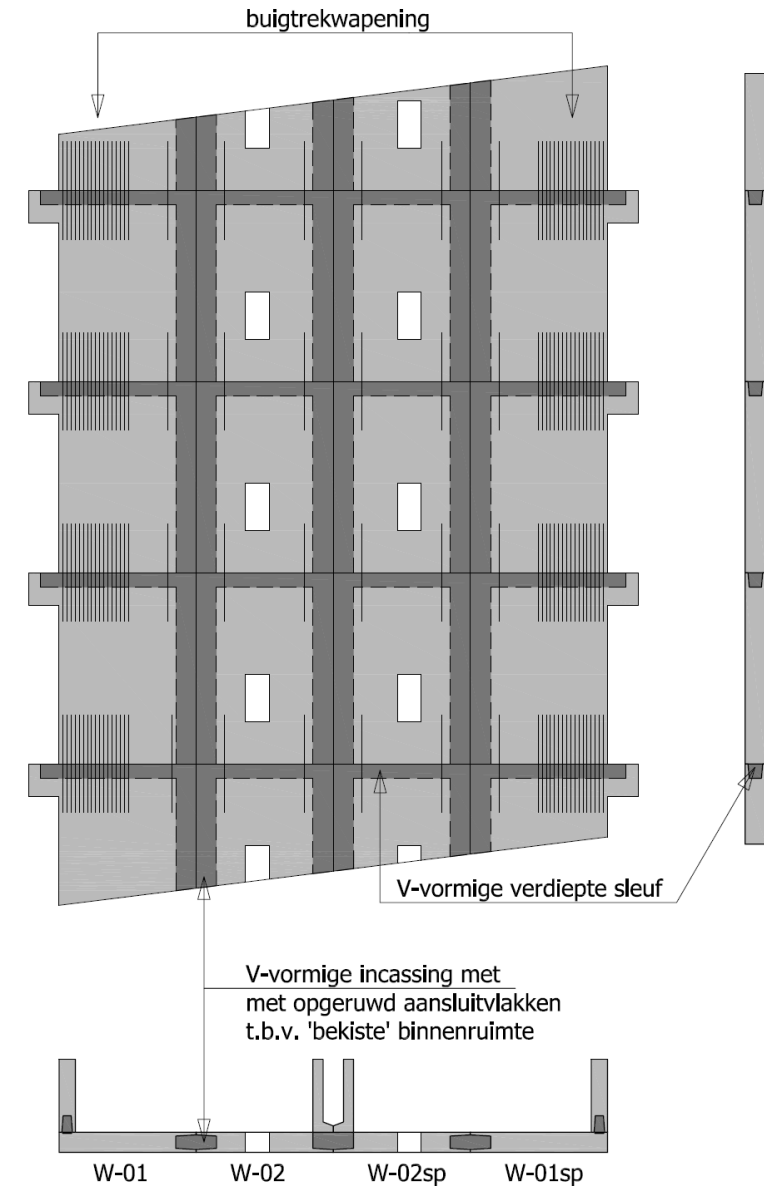 buigtrekwapening
V-vormige verdiepte sleuf
V-vormige incassing met
met opgeruwd aansluitvlakken
t.b.v. 'bekiste' binnenruimte
W-01 W-02 W-02sp W-01sp